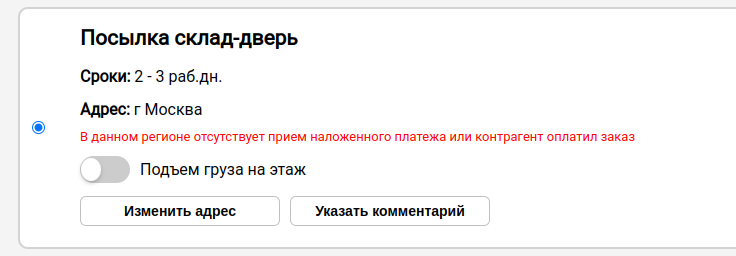 Посылка склад-дверь
Сроки: 2 - 3 раб.дн.
Адрес: г Москва
В данном регионе отсутствует прием наложенного платежа или контрагент оплатил заказ
Подъем груза на этаж
Изменить адрес Указать комментарий